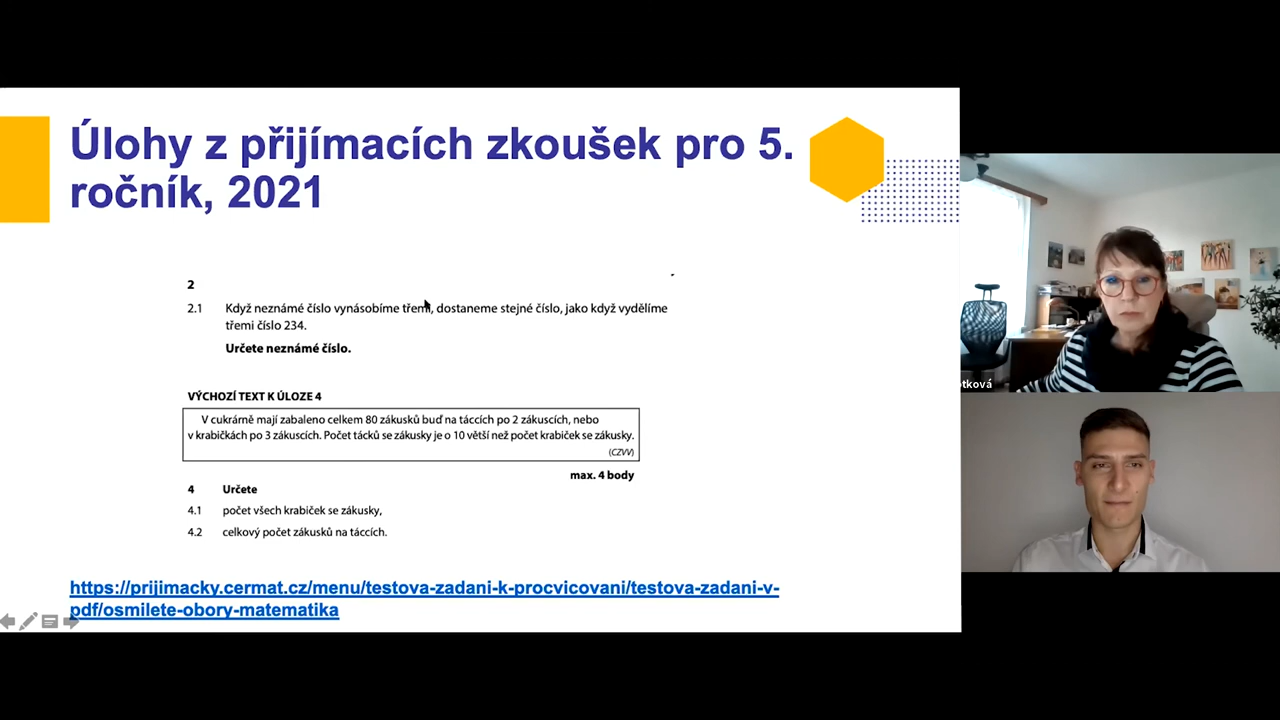 Úlohy z přijímacích zkoušek pro 5.
ročník, 2021
2
2.1 Když neznámé číslo vynásobíme třemi, dostaneme stejné číslo, jako když vydělíme
třemi číslo 234.
Určete neznámé číslo.
VÝCHOZÍ TEXT K ÚLOZE 4
V cukrárně mají zabaleno celkem 80 zákusků buď na táccích po 2 zákuscích, nebo
v krabičkách po 3 zákuscích. Počet tácků se zákusky je o 10 větší než počet krabiček se zákusky.
(CZVV)
max. 4 body
4 Určete
4.1 počet všech krabiček se zákusky,
4.2 celkový počet zákusků na táccích.
https://prijimacky.cermat.cz/menu/testova-zadani-k-procvicovani/testova-zadani-v-
pdf/osmilete-obory-matematika
otková